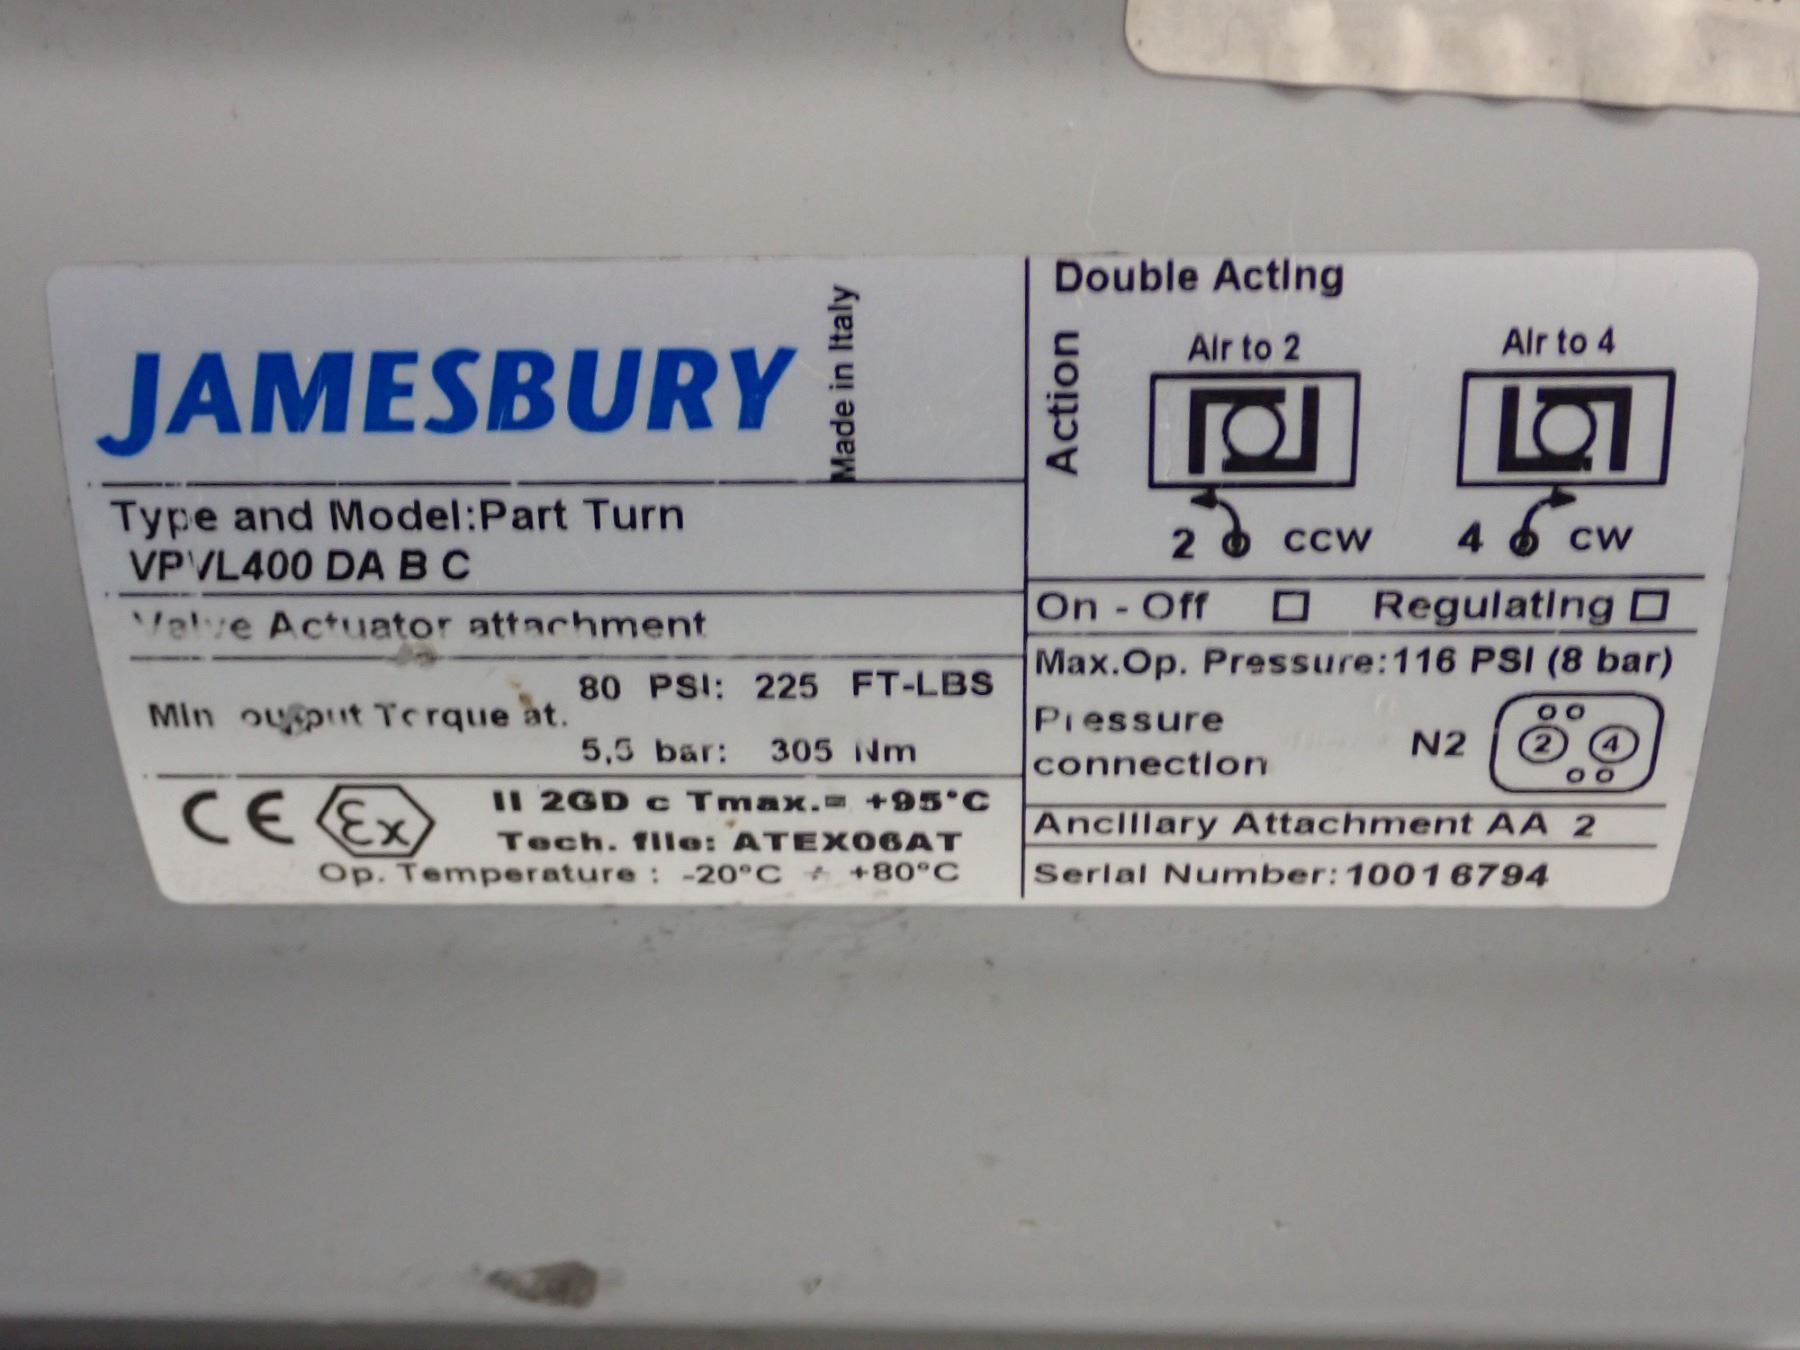 JAMESBURY
Made in Italy
Type and Model:Part Turn
VPVL400 DA B C
Valve Actuator attachment
Min output Torque at.
80 PSI: 225 FT-LBS
5,5 bar: 305 Nm
CE Ex
II 2GD c Tmax.= +95°C
Tech. file: ATEX06AT
Op. Temperature : -20°C ÷ +80°C
Double Acting
Action
Air to 2
Air to 4
2 CCW
4 CW
On - Off Regulating
Max.Op. Pressure:116 PSI (8 bar)
Pressure
connection
N2
2 4
Ancillary Attachment AA 2
Serial Number:10016794